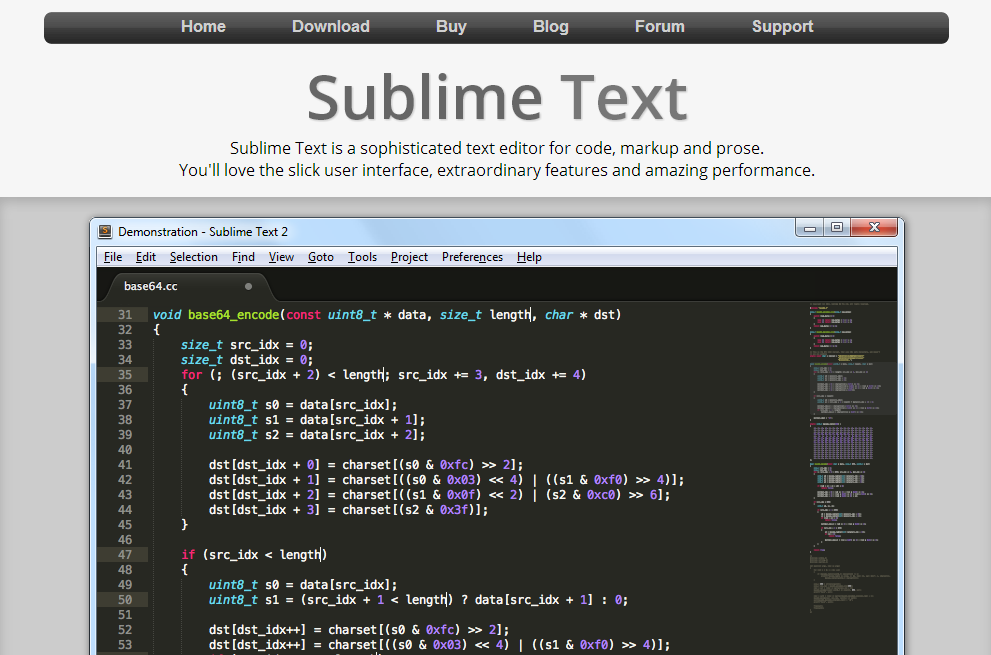 Home Download Buy Blog Forum Support
Sublime Text
Sublime Text is a sophisticated text editor for code, markup and prose.
You'll love the slick user interface, extraordinary features and amazing performance.
Demonstration - Sublime Text 2
File Edit Selection Find View Goto Tools Project Preferences Help
base64.cc
31 void base64_encode(const uint8_t * data, size_t length, char * dst)
32 {
33     size_t src_idx = 0;
34     size_t dst_idx = 0;
35     for (; (src_idx + 2) < length; src_idx += 3, dst_idx += 4)
36     {
37         uint8_t s0 = data[src_idx];
38         uint8_t s1 = data[src_idx + 1];
39         uint8_t s2 = data[src_idx + 2];
40
41         dst[dst_idx + 0] = charset[(s0 & 0xfc) >> 2];
42         dst[dst_idx + 1] = charset[((s0 & 0x03) << 4) | ((s1 & 0xf0) >> 4)];
43         dst[dst_idx + 2] = charset[((s1 & 0x0f) << 2) | (s2 & 0xc0) >> 6];
44         dst[dst_idx + 3] = charset[(s2 & 0x3f)];
45     }
46
47     if (src_idx < length)
48     {
49         uint8_t s0 = data[src_idx];
50         uint8_t s1 = (src_idx + 1 < length) ? data[src_idx + 1] : 0;
51
52         dst[dst_idx++] = charset[(s0 & 0xfc) >> 2];
53         dst[dst_idx++] = charset[((s0 & 0x03) << 4) | ((s1 & 0xf0) >> 4)];